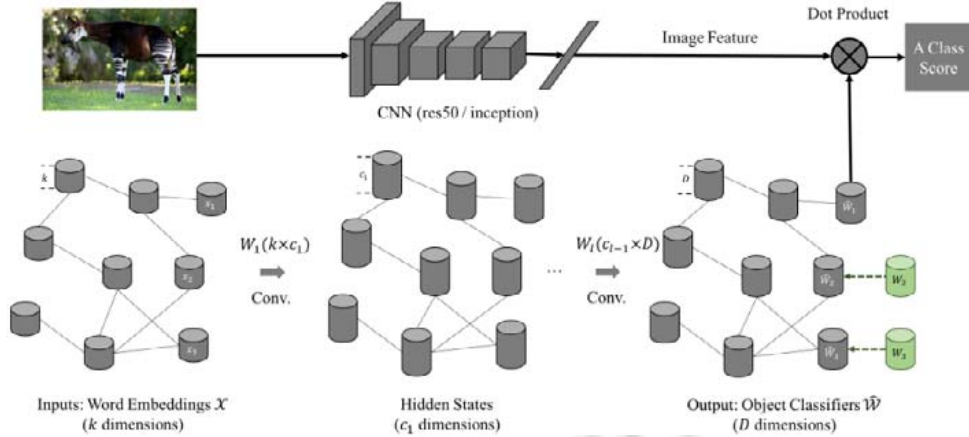 Dot Product
Image Feature
A Class
Score
CNN (res50 / inception)
k
x₁
x₂
x₃
W₁(k×c₁)
Conv.
c₁
...
Wₗ(cₗ₋₁×D)
Conv.
D
Ŵ₁
Ŵ₂
W₂
Ŵ₃
W₃
Inputs: Word Embeddings 𝒳
(k dimensions)
Hidden States
(c₁ dimensions)
Output: Object Classifiers Ŵ
(D dimensions)